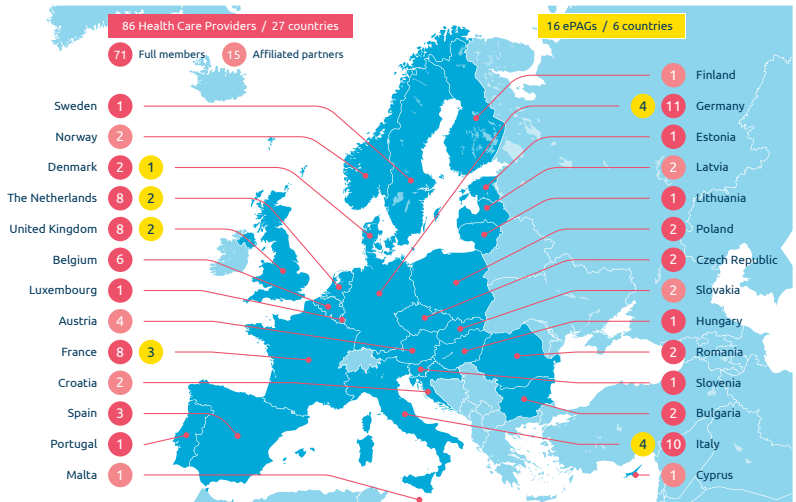 86 Health Care Providers / 27 countries
16 ePAGs / 6 countries
71 Full members 15 Affiliated partners
Sweden 1
Norway 2
Denmark 2 1
The Netherlands 8 2
United Kingdom 8 2
Belgium 6
Luxembourg 1
Austria 4
France 8 3
Croatia 2
Spain 3
Portugal 1
Malta 1
1 Finland
4 11 Germany
1 Estonia
2 Latvia
1 Lithuania
2 Poland
2 Czech Republic
2 Slovakia
1 Hungary
2 Romania
1 Slovenia
2 Bulgaria
4 10 Italy
1 Cyprus